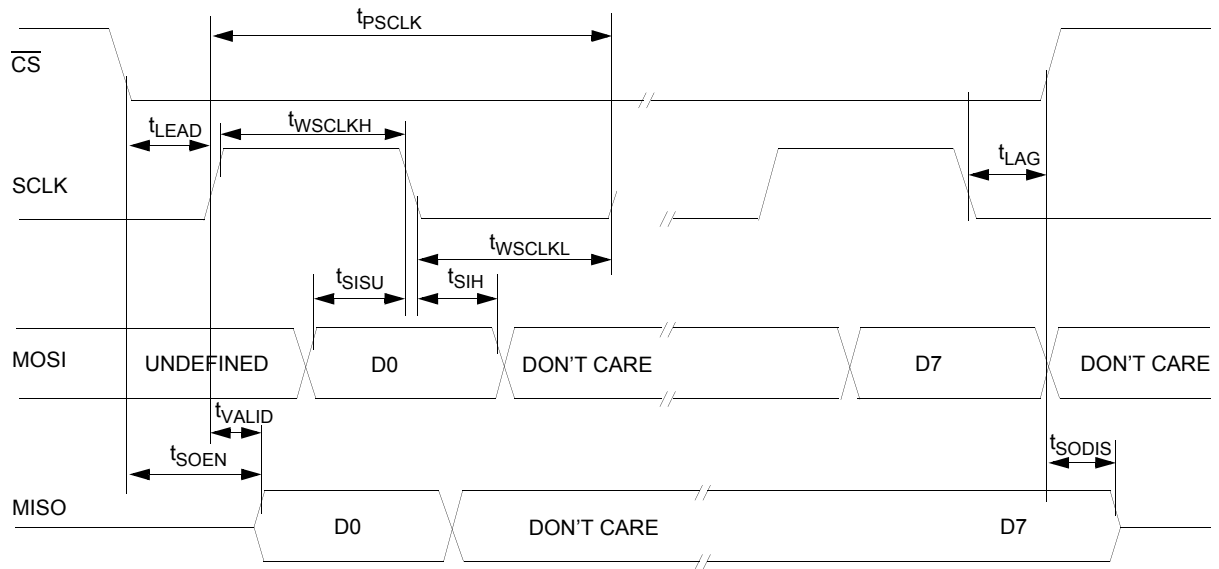 tPSCLK
CS
tLEAD
tWSCLKH
tLAG
SCLK
tWSCLKL
tSISU
tSIH
MOSI
UNDEFINED
D0
DON'T CARE
D7
DON'T CARE
tVALID
tSOEN
tSODIS
MISO
D0
DON'T CARE
D7